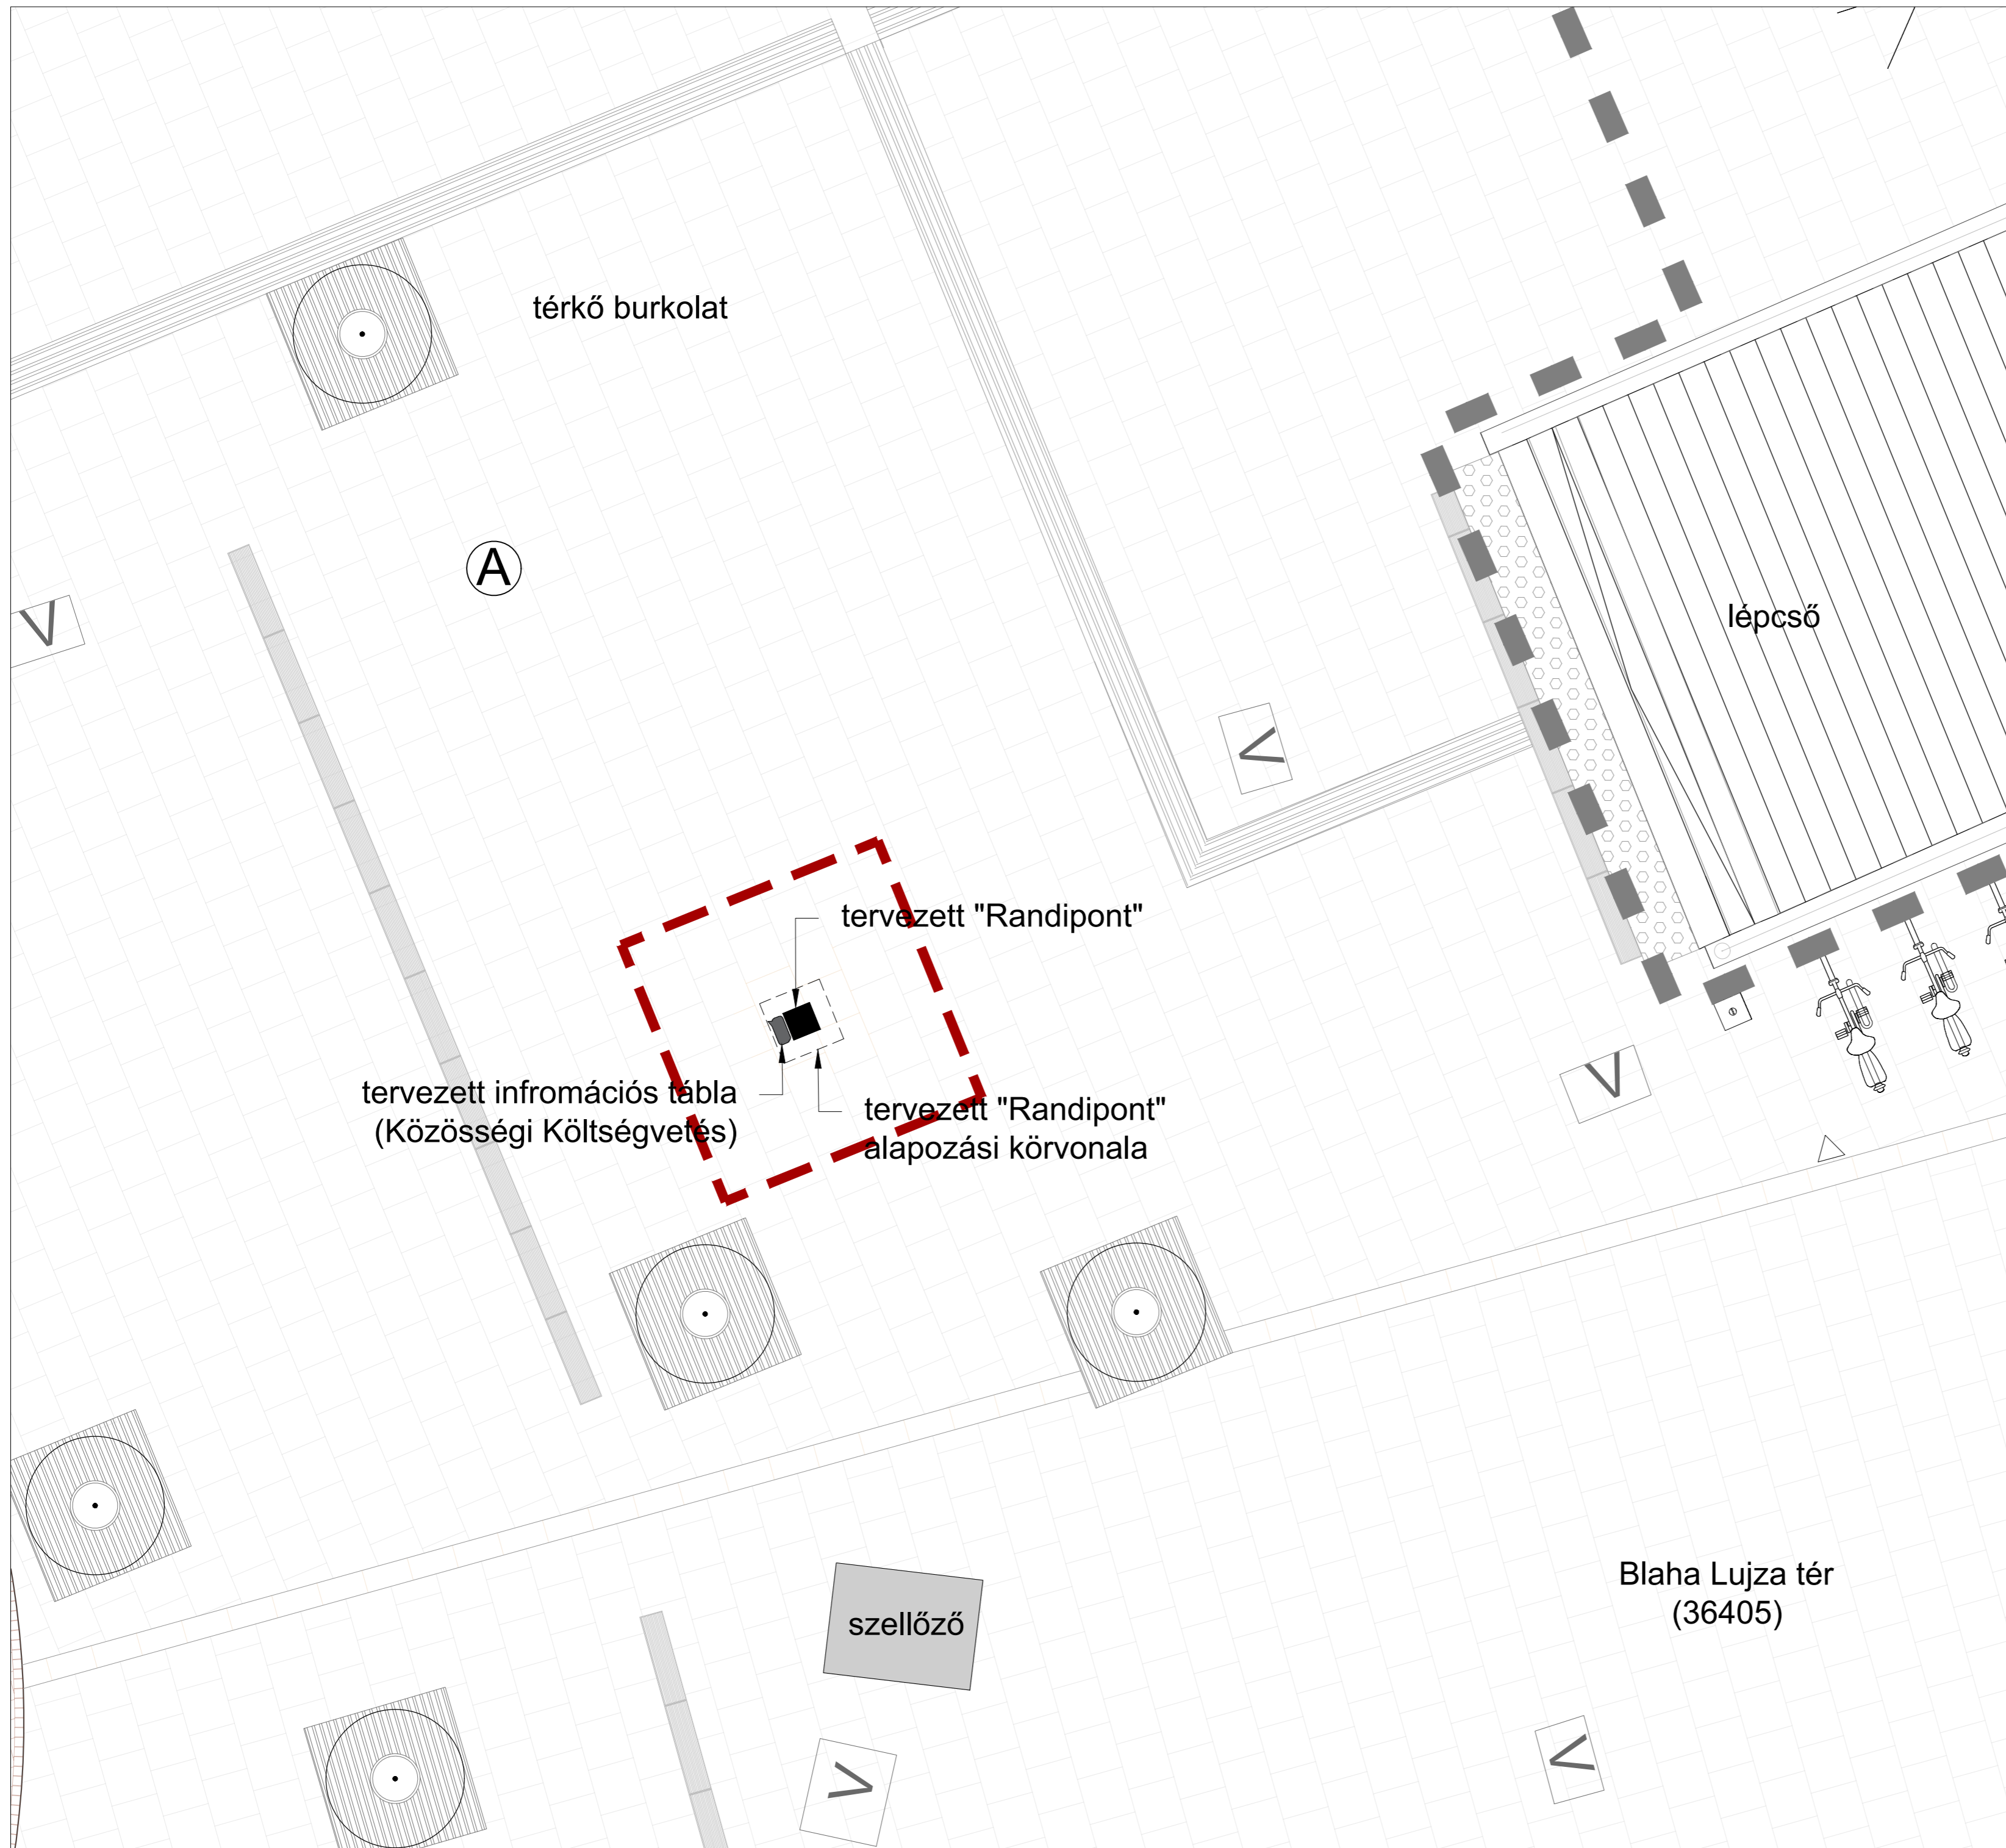 térkő burkolat
A
V
lépcső
V
tervezett "Randipont"
tervezett infromációs tábla
(Közösségi Költségvetés)
tervezett "Randipont"
alapozási körvonala
V
Blaha Lujza tér
(36405)
szellőző
V
V